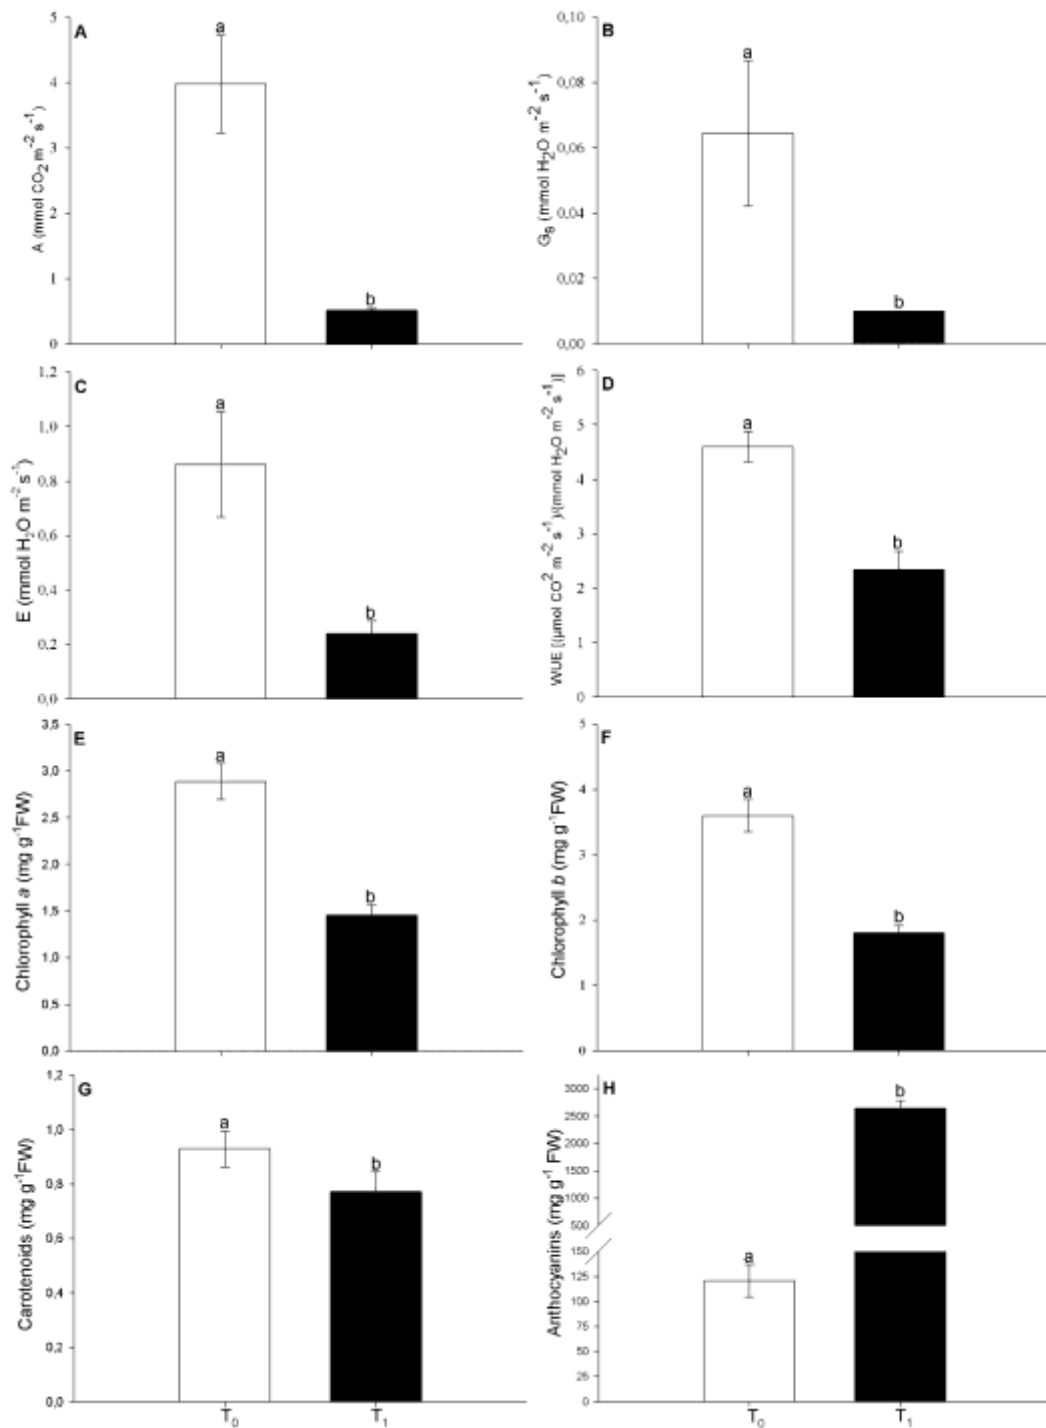 A
5
4
3
2
1
0
A (mmol CO2 m-2 s-1)
a
b
B
0,10
0,08
0,06
0,04
0,02
0,00
Gs (mmol H2O m-2 s-1)
a
b
C
1,2
1,0
0,8
0,6
0,4
0,2
0,0
E (mmol H2O m-2 s-1)
a
b
D
6
5
4
3
2
1
0
WUE [(μmol CO2 m-2 s-1)/(mmol H2O m-2 s-1)]
a
b
E
3,5
3,0
2,5
2,0
1,5
1,0
0,5
0,0
Chlorophyll a (mg g-1FW)
a
b
F
5
4
3
2
1
0
Chlorophyll b (mg g-1FW)
a
b
G
1,2
1,0
0,8
0,6
0,4
0,2
0,0
Carotenoids (mg g-1FW)
a
b
T0
T1
H
3000
2500
2000
1500
1000
500
150
125
100
75
50
25
0
Anthocyanins (mg g-1 FW)
a
b
T0
T1